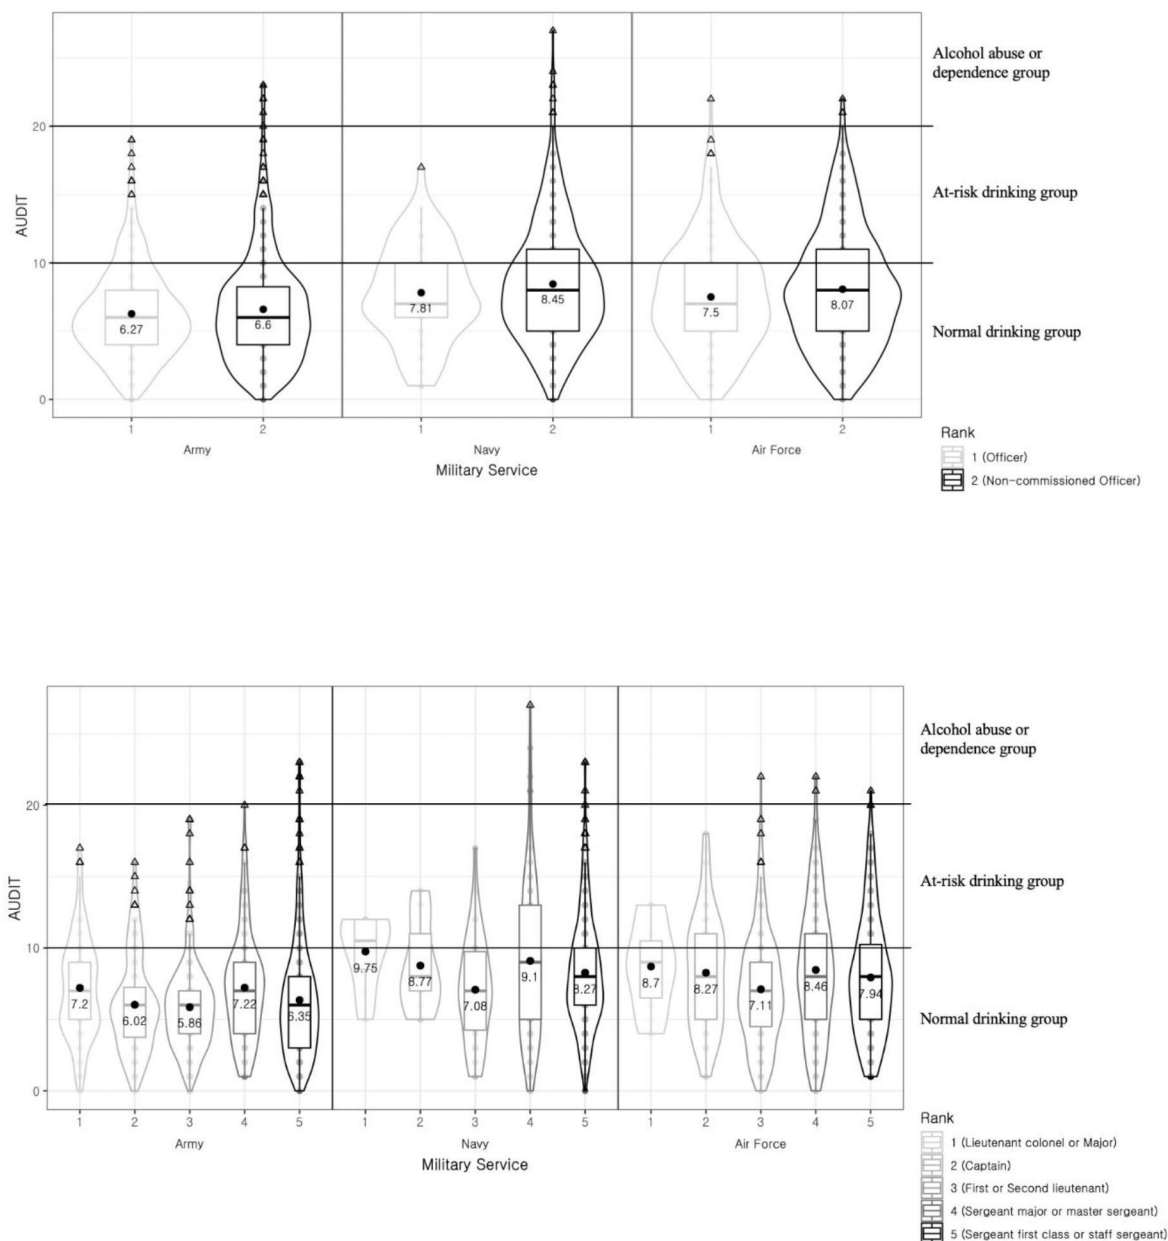 Alcohol abuse or
dependence group
20
At-risk drinking group
AUDIT
10
7.81
8.45
7.5
8.07
6.27
6.6
Normal drinking group
0
1 2 1 2 1 2
Army Navy Air Force
Military Service
Rank
1 (Officer)
2 (Non-commissioned Officer)
Alcohol abuse or
dependence group
20
At-risk drinking group
AUDIT
10
7.2
6.02
5.86
7.22
6.35
9.75
8.77
7.08
9.1
8.27
8.7
8.27
7.11
8.46
7.94
Normal drinking group
0
1 2 3 4 5 1 2 3 4 5 1 2 3 4 5
Army Navy Air Force
Military Service
Rank
1 (Lieutenant colonel or Major)
2 (Captain)
3 (First or Second lieutenant)
4 (Sergeant major or master sergeant)
5 (Sergeant first class or staff sergeant)